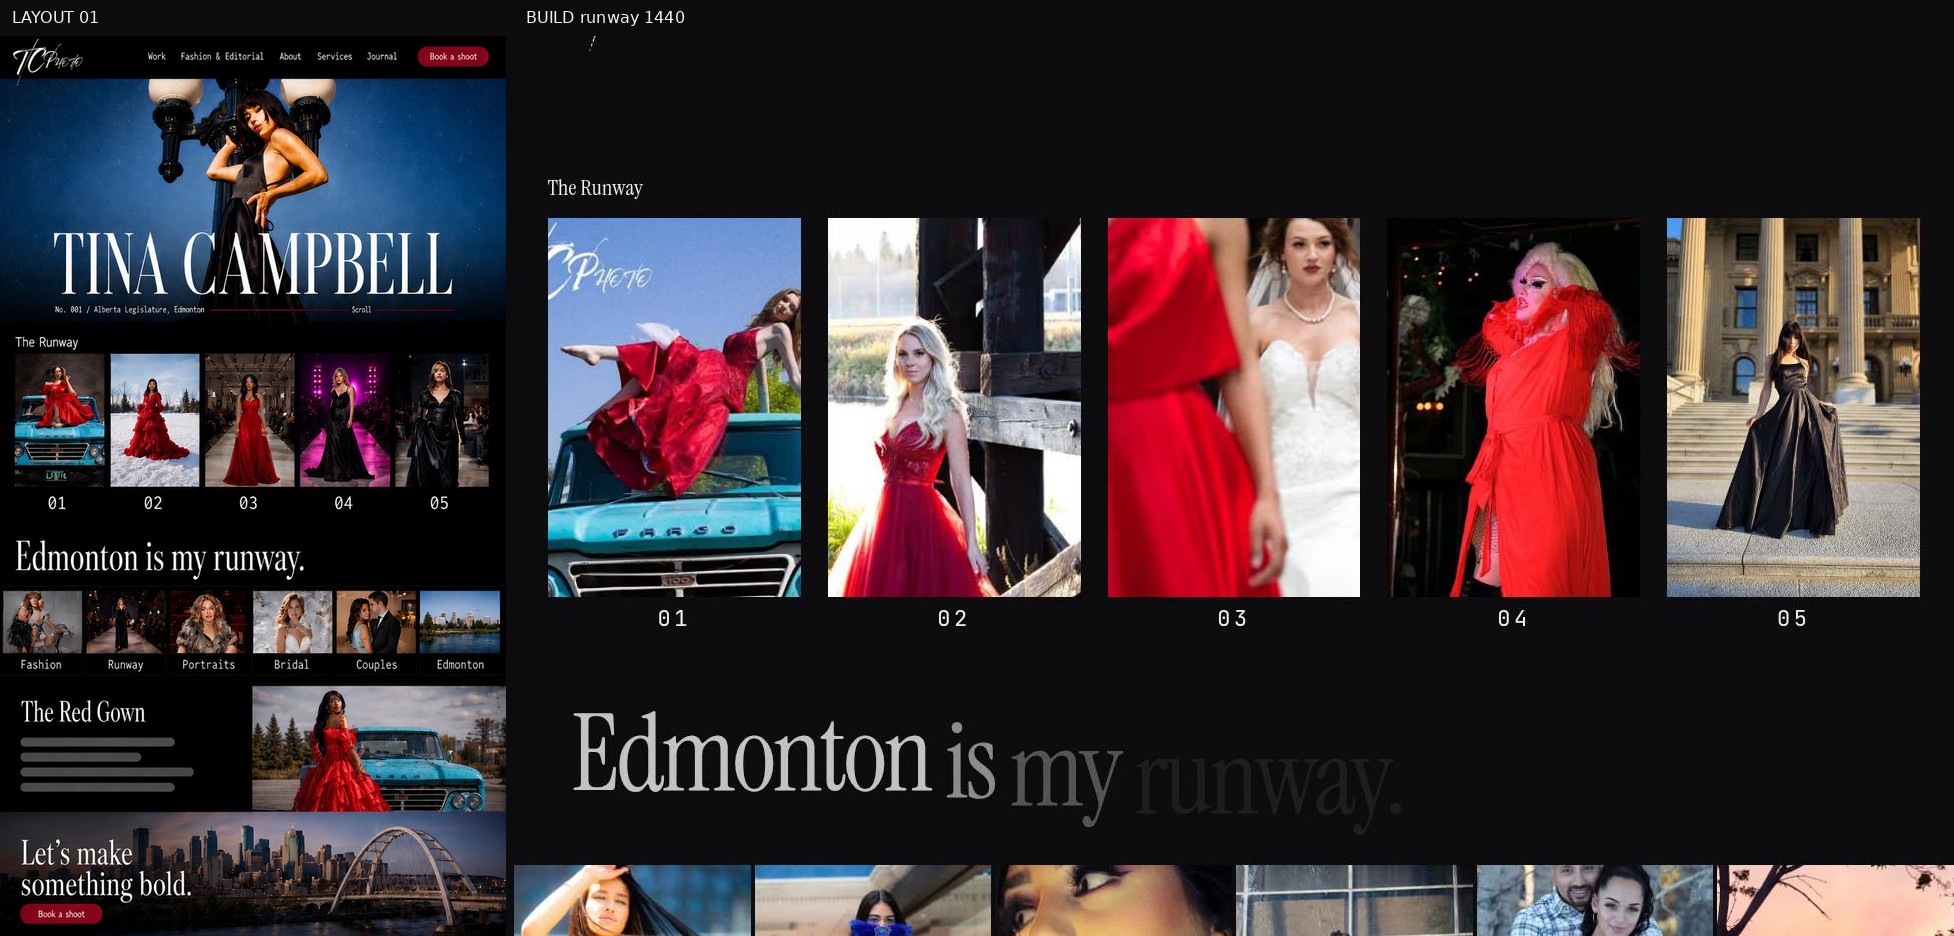 LAYOUT 01
TCPHOTO
Work
Fashion & Editorial
About
Services
Journal
Book a shoot
TINA CAMPBELL
No. 001 / Alberta Legislature, Edmonton
Scroll
The Runway
01
02
03
04
05
Edmonton is my runway.
Fashion
Runway
Portraits
Bridal
Couples
Edmonton
The Red Gown
Let's make
something bold.
Book a shoot
BUILD runway 1440
The Runway
CPHOTO
01
02
03
04
05
Edmonton is my runway.